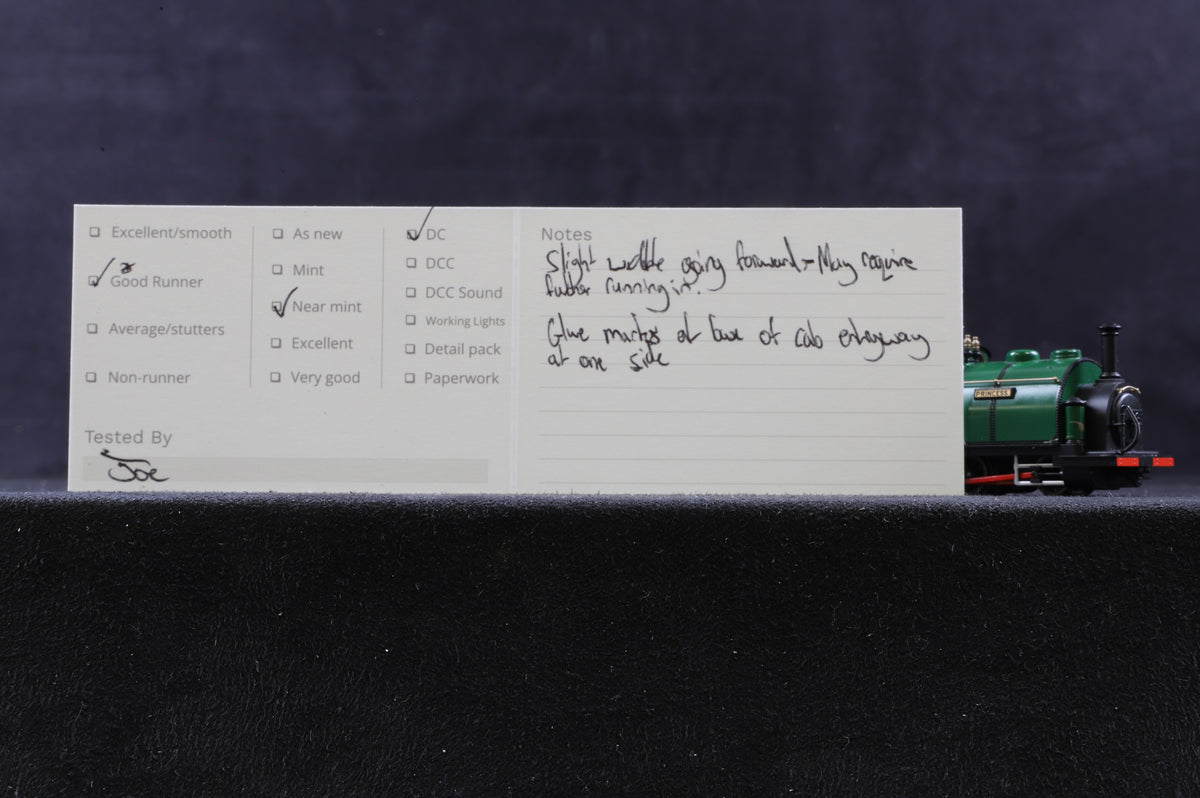 Excellent/smooth
Good Runner
Average/stutters
Non-runner
As new
Mint
Near mint
Excellent
Very good
DC
DCC
DCC Sound
Working Lights
Detail pack
Paperwork
Tested By
Joe
Notes
Slight wobble going forward - May require
further running in.
Glue marks at base of cab entryway
at one side
PRINCESS